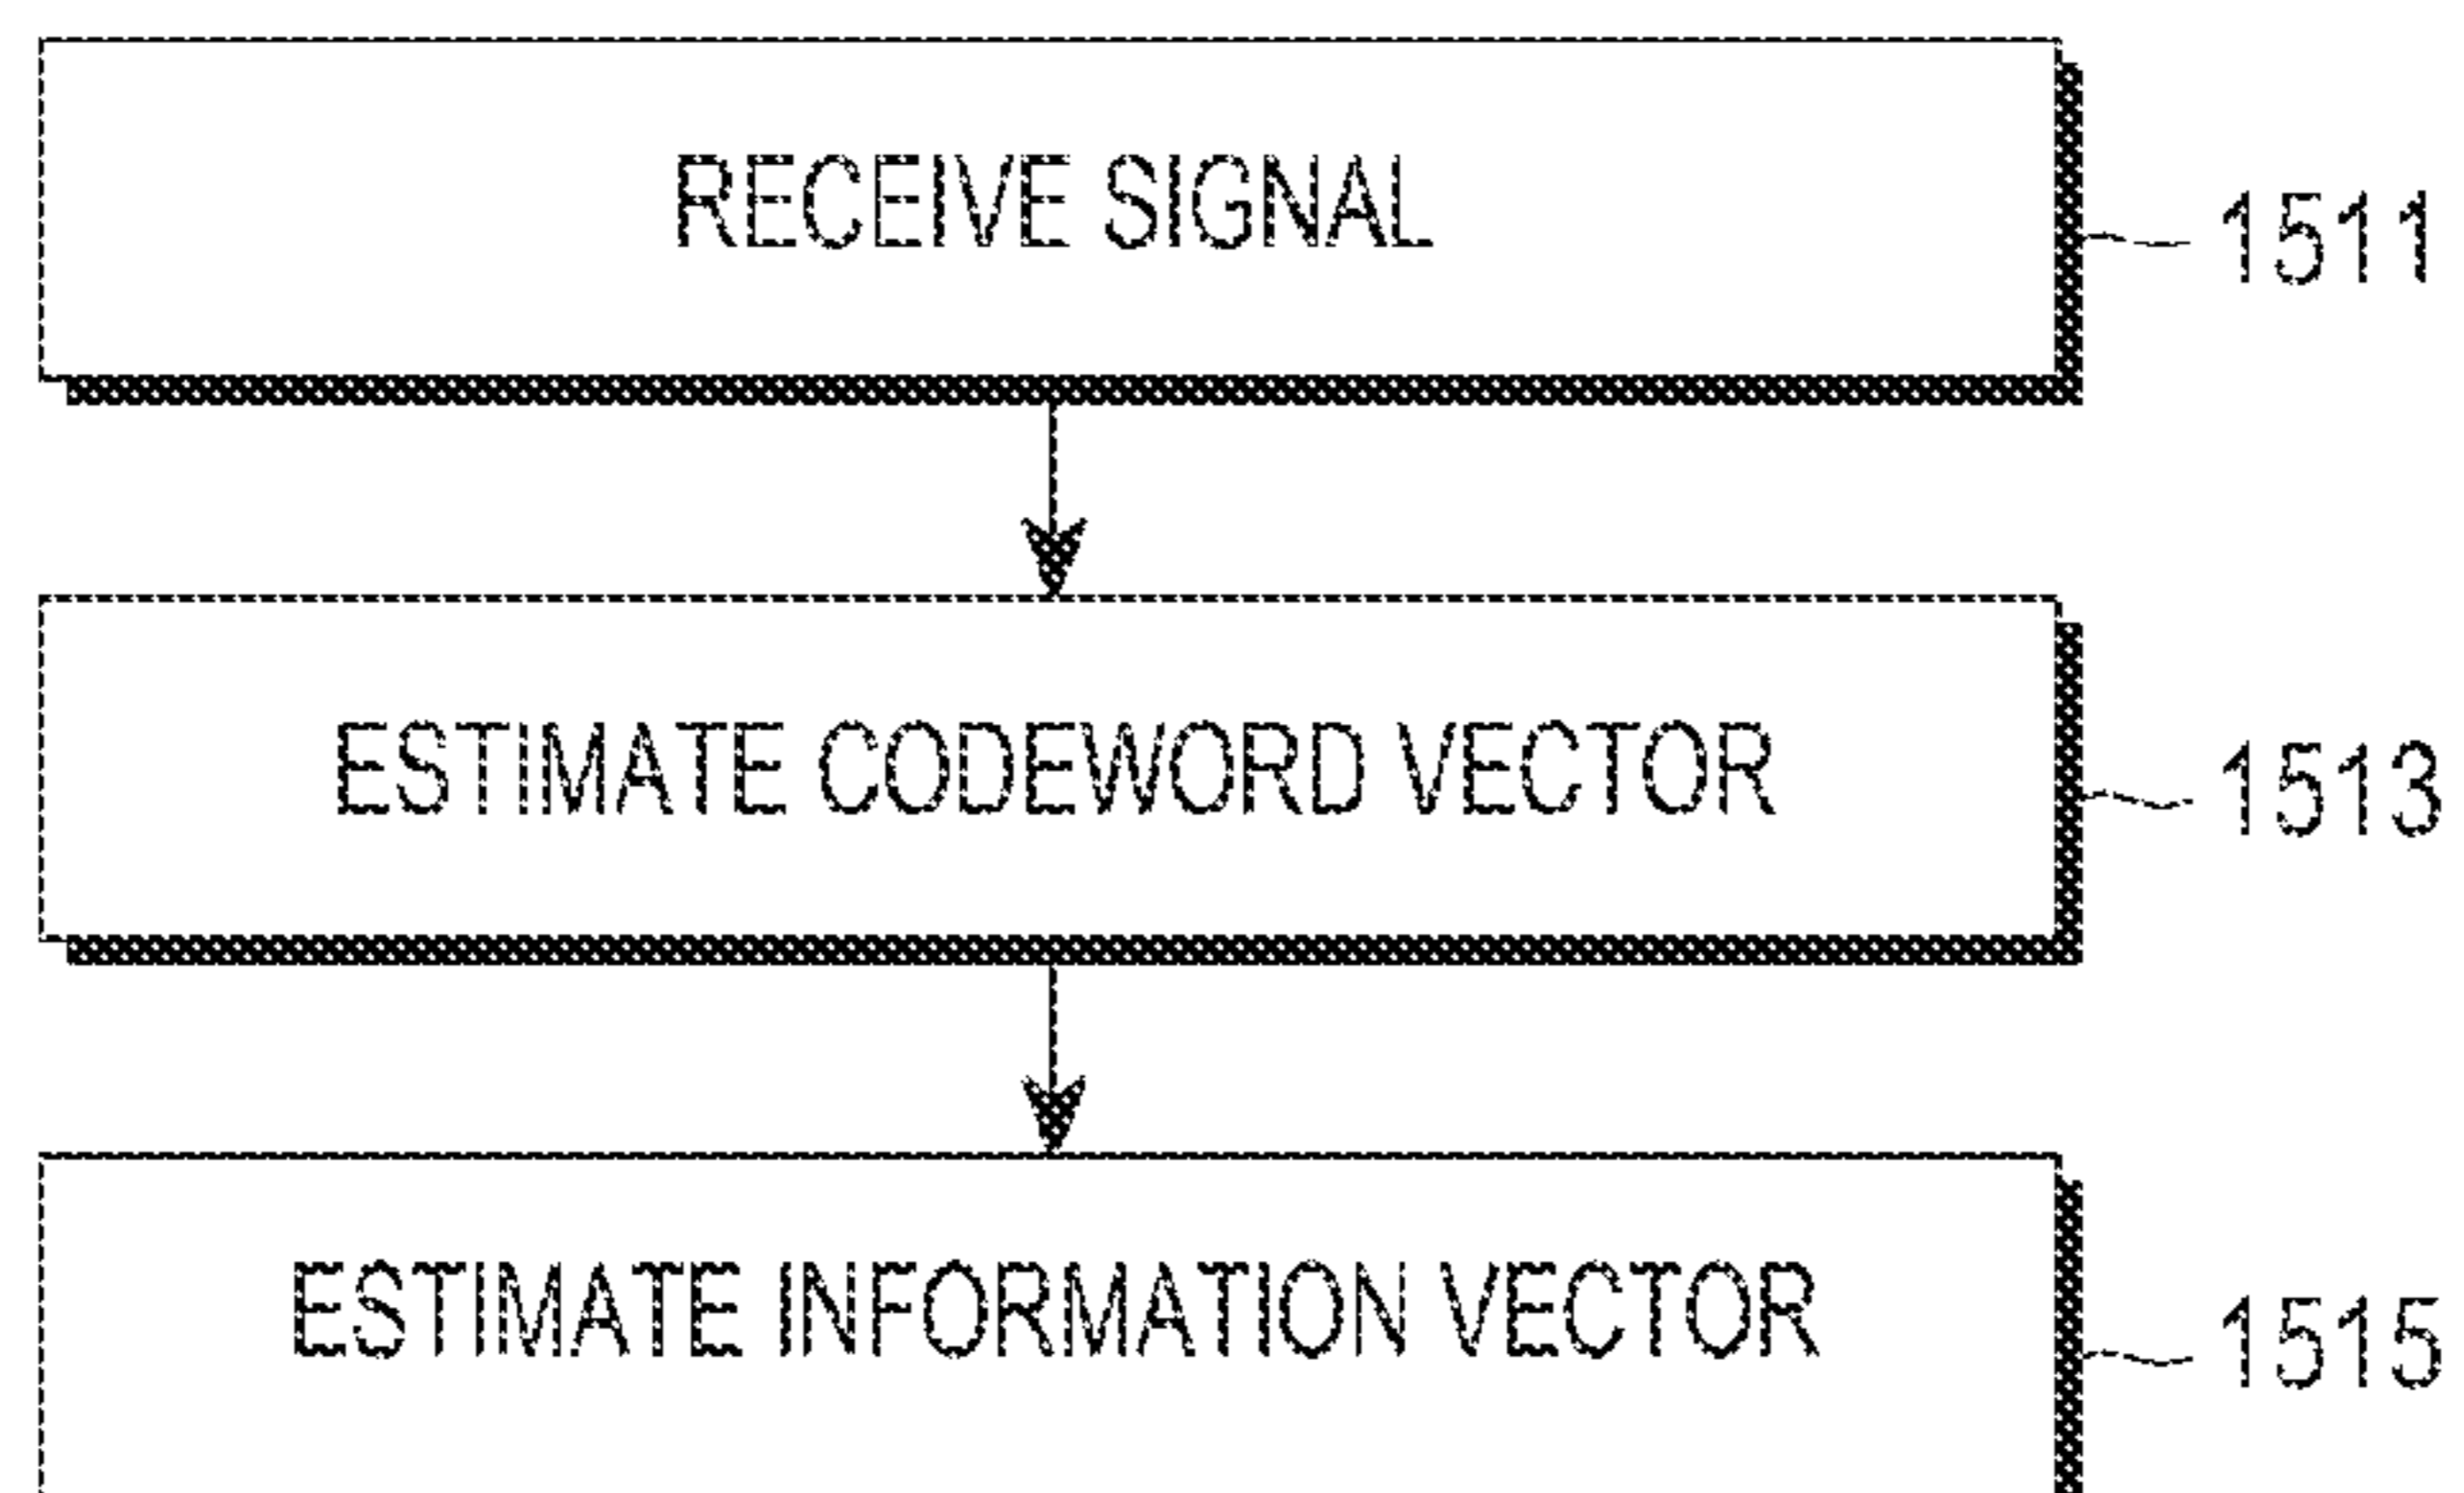 RECEIVE SIGNAL
1511
ESTIMATE CODEWORD VECTOR
1513
ESTIMATE INFORMATION VECTOR
1515